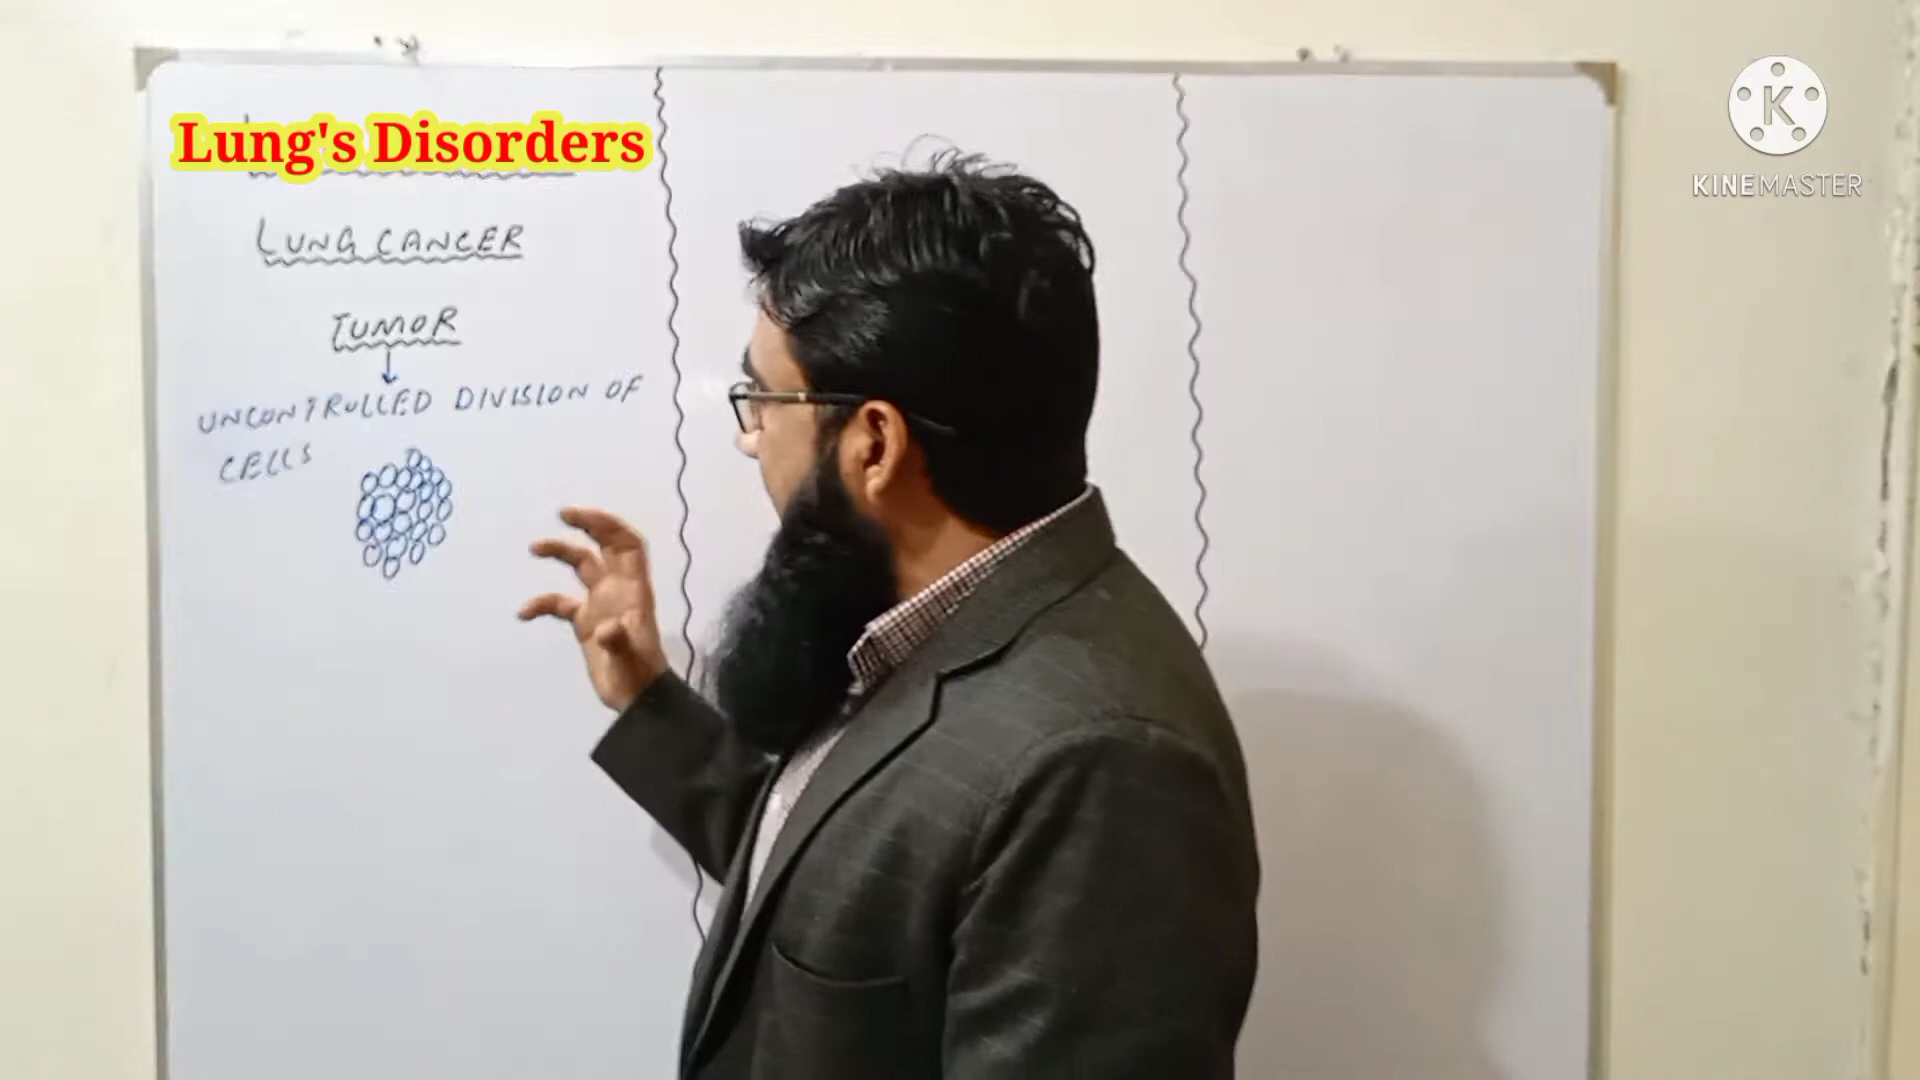 Lung's Disorders
LUNG CANCER
TUMOR
UNCONTROLLED DIVISION OF
CELLS
KINEMASTER